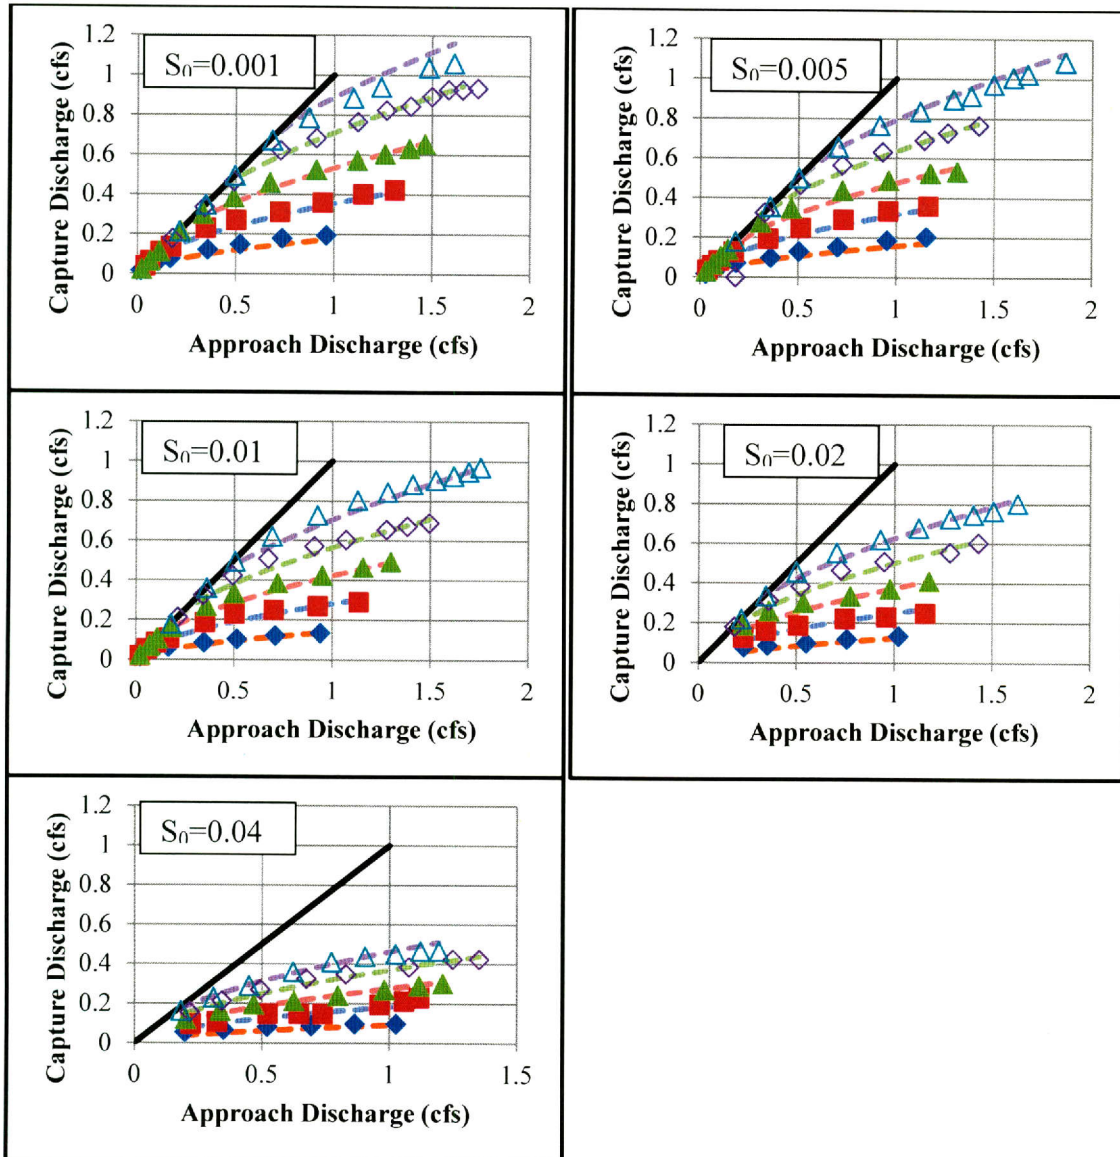 Capture Discharge (cfs)
1.2
1
0.8
0.6
0.4
0.2
0
S₀=0.001
0 0.5 1 1.5 2
Approach Discharge (cfs)
Capture Discharge (cfs)
1.2
1
0.8
0.6
0.4
0.2
0
S₀=0.005
0 0.5 1 1.5 2
Approach Discharge (cfs)
Capture Discharge (cfs)
1.2
1
0.8
0.6
0.4
0.2
0
S₀=0.01
0 0.5 1 1.5 2
Approach Discharge (cfs)
Capture Discharge (cfs)
1.2
1
0.8
0.6
0.4
0.2
0
S₀=0.02
0 0.5 1 1.5 2
Approach Discharge (cfs)
Capture Discharge (cfs)
1.2
1
0.8
0.6
0.4
0.2
0
S₀=0.04
0 0.5 1 1.5
Approach Discharge (cfs)